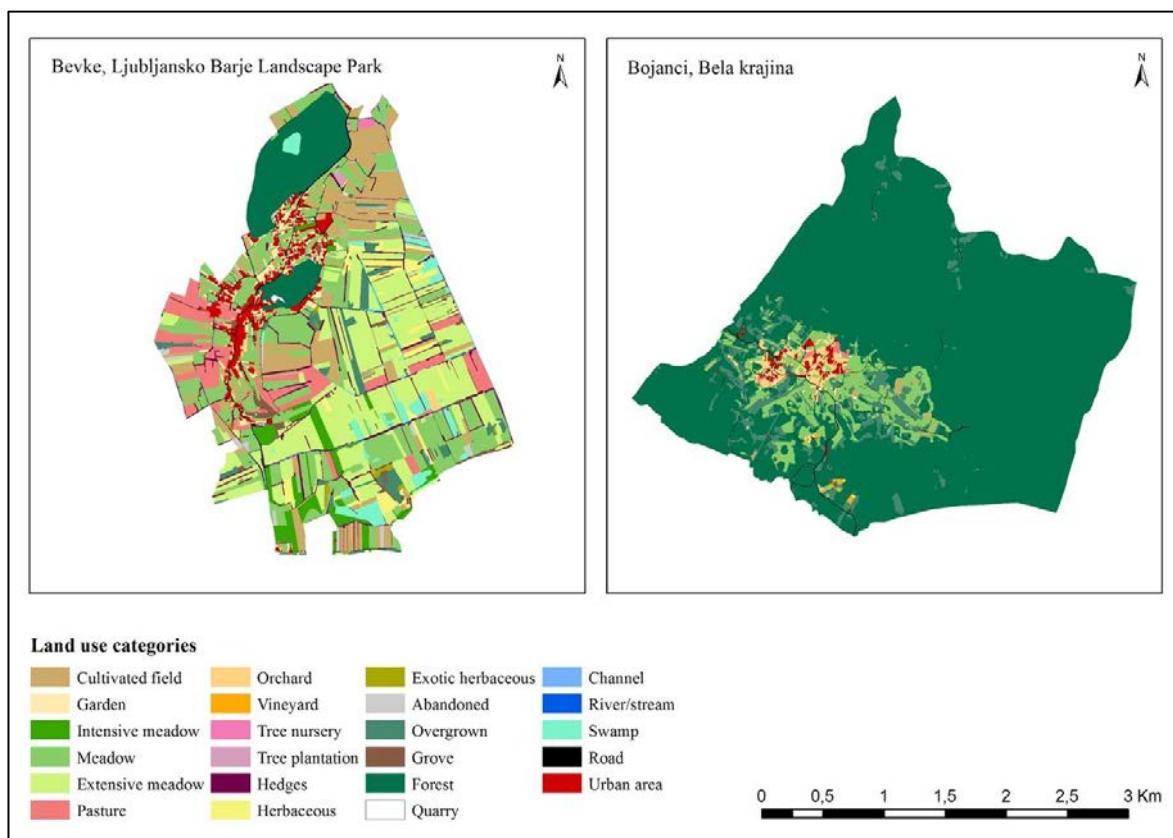 Bevke, Ljubljansko Barje Landscape Park
N
Bojanci, Bela krajina
N
Land use categories
Cultivated field
Garden
Intensive meadow
Meadow
Extensive meadow
Pasture
Orchard
Vineyard
Tree nursery
Tree plantation
Hedges
Herbaceous
Exotic herbaceous
Abandoned
Overgrown
Grove
Forest
Quarry
Channel
River/stream
Swamp
Road
Urban area
0 0,5 1 1,5 2 2,5 3 Km